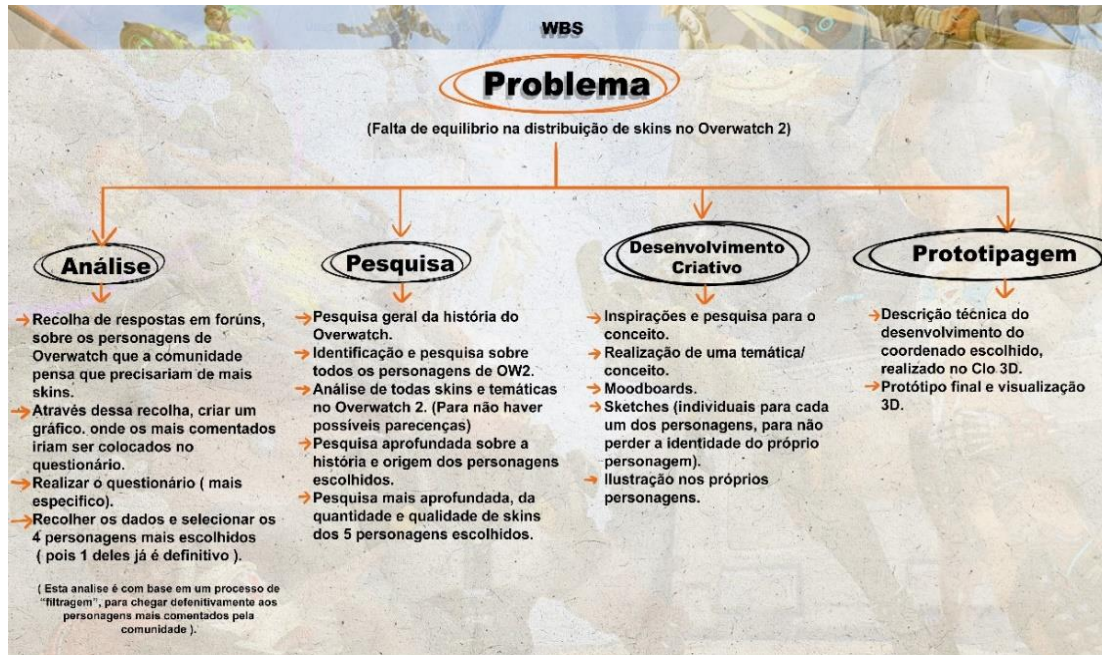 WBS
Problema
(Falta de equilíbrio na distribuição de skins no Overwatch 2)
Análise
Recolha de respostas em forúns,
sobre os personagens de
Overwatch que a comunidade
pensa que precisariam de mais
skins.
Através dessa recolha, criar um
gráfico. onde os mais comentados
iriam ser colocados no
questionário.
Realizar o questionário ( mais
especifico).
Recolher os dados e selecionar os
4 personagens mais escolhidos
( pois 1 deles já é definitivo ).
( Esta analise é com base em um processo de
"filtragem", para chegar defenitivamente aos
personagens mais comentados pela
comunidade ).
Pesquisa
Pesquisa geral da história do
Overwatch.
Identificação e pesquisa sobre
todos os personagens de OW2.
Análise de todas skins e temáticas
no Overwatch 2. (Para não haver
possíveis parecenças)
Pesquisa aprofundada sobre a
história e origem dos personagens
escolhidos.
Pesquisa mais aprofundada, da
quantidade e qualidade de skins
dos 5 personagens escolhidos.
Desenvolvimento
Criativo
Inspirações e pesquisa para o
conceito.
Realização de uma temática/
conceito.
Moodboards.
Sketches (individuais para cada
um dos personagens, para não
perder a identidade do próprio
personagem).
Ilustração nos próprios
personagens.
Prototipagem
Descrição técnica do
desenvolvimento do
coordenado escolhido,
realizado no Clo 3D.
Protótipo final e visualização
3D.